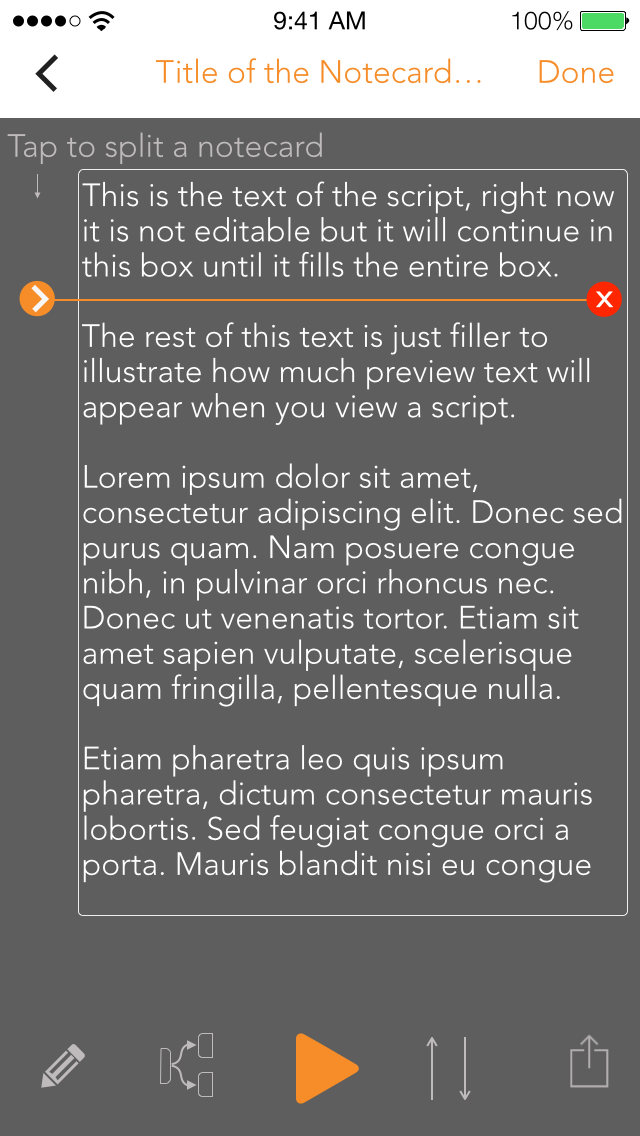 9:41 AM
100%
Title of the Notecard...
Done
Tap to split a notecard
This is the text of the script, right now
it is not editable but it will continue in
this box until it fills the entire box.
X
The rest of this text is just filler to
illustrate how much preview text will
appear when you view a script.
Lorem ipsum dolor sit amet,
consectetur adipiscing elit. Donec sed
purus quam. Nam posuere congue
nibh, in pulvinar orci rhoncus nec.
Donec ut venenatis tortor. Etiam sit
amet sapien vulputate, scelerisque
quam fringilla, pellentesque nulla.
Etiam pharetra leo quis ipsum
pharetra, dictum consectetur mauris
lobortis. Sed feugiat congue orci a
porta. Mauris blandit nisi eu congue